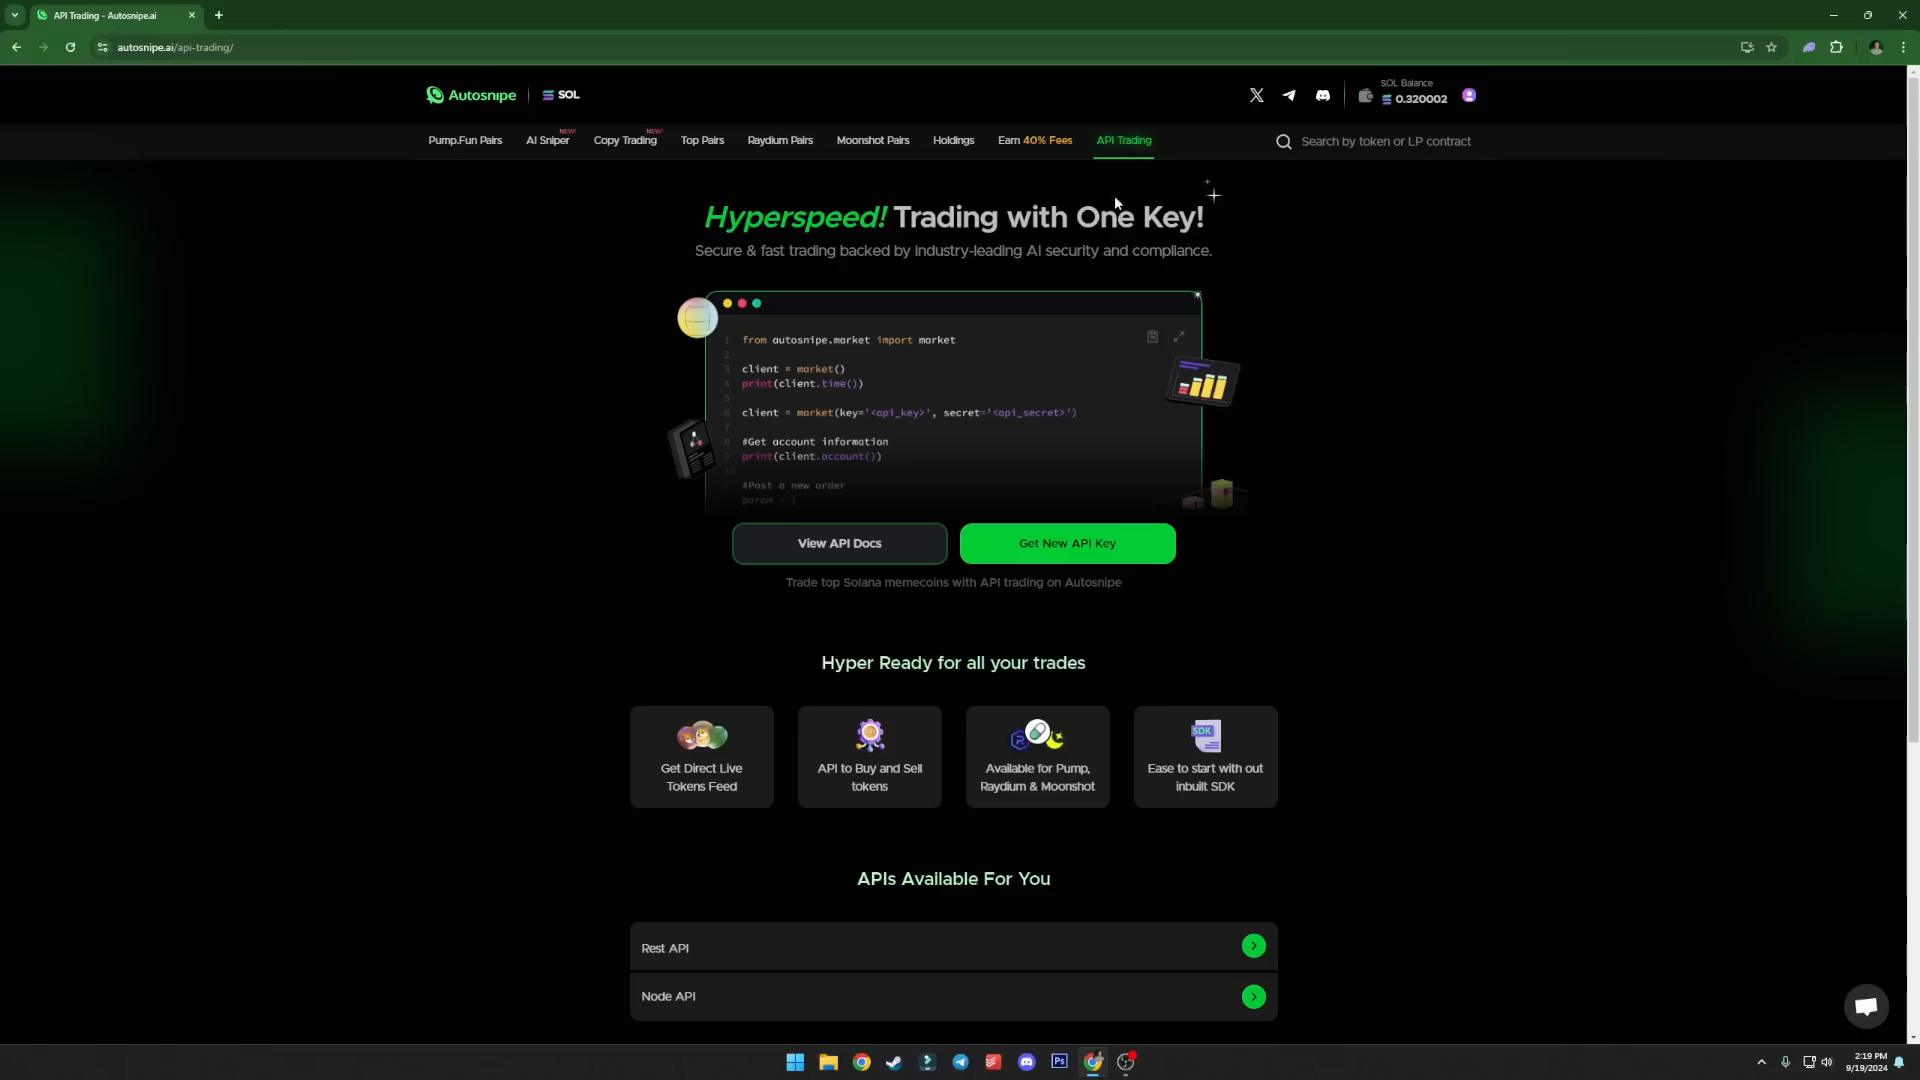 API Trading - Autosnipe.ai
autosnipe.ai/api-trading/
Autosnipe
SOL
SOL Balance
0.320002
Pump.Fun Pairs
AI Sniper
NEW!
Copy Trading
NEW!
Top Pairs
Raydium Pairs
Moonshot Pairs
Holdings
Earn 40% Fees
API Trading
Search by token or LP contract
Hyperspeed! Trading with One Key!
Secure & fast trading backed by industry-leading AI security and compliance.
1 from autosnipe.market import market
2
3 client = market()
4 print(client.time())
5
6 client = market(key='<api_key>', secret='<api_secret>')
7
8 #Get account information
9 print(client.account())
10
#Post a new order
param = {
View API Docs
Get New API Key
Trade top Solana memecoins with API trading on Autosnipe
Hyper Ready for all your trades
Get Direct Live
Tokens Feed
API to Buy and Sell
tokens
Available for Pump,
Raydium & Moonshot
SDK
Ease to start with out
inbuilt SDK
APIs Available For You
Rest API
Node API
Ps
2:19 PM
9/19/2024